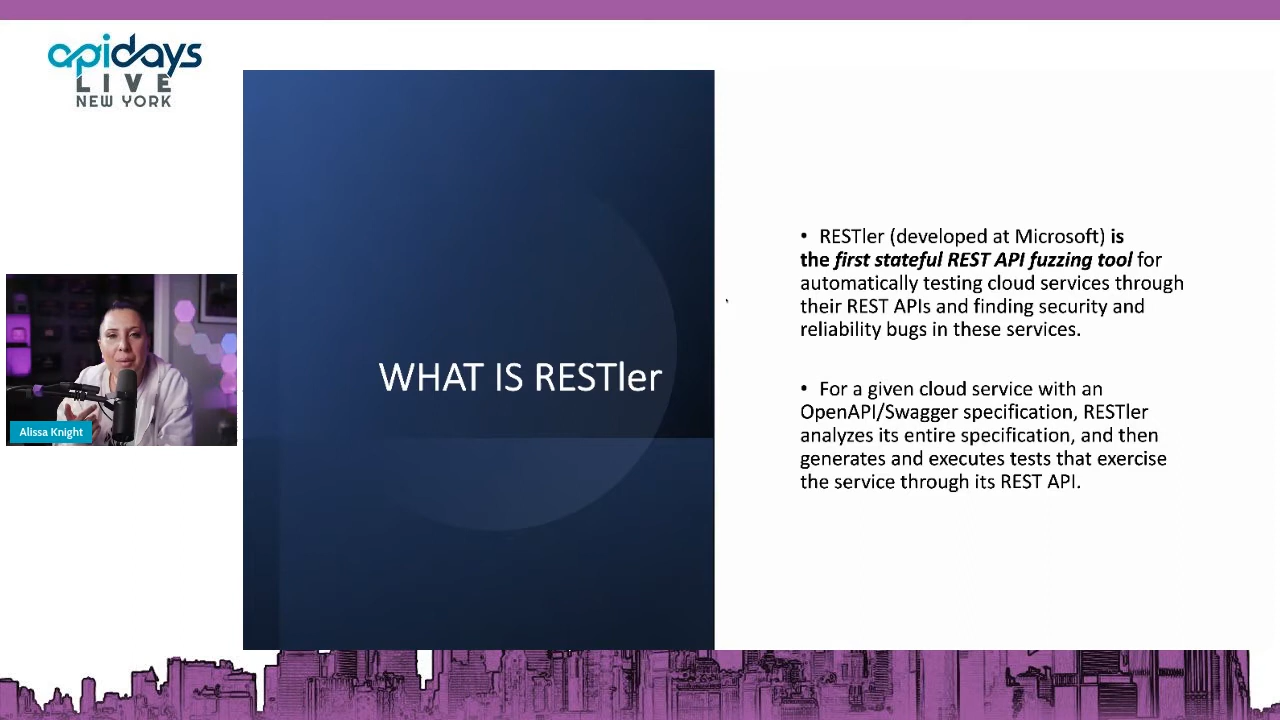 apidays
LIVE
NEW YORK
WHAT IS RESTler
Alissa Knight
• RESTler (developed at Microsoft) is
the first stateful REST API fuzzing tool for
automatically testing cloud services through
their REST APIs and finding security and
reliability bugs in these services.
• For a given cloud service with an
OpenAPI/Swagger specification, RESTler
analyzes its entire specification, and then
generates and executes tests that exercise
the service through its REST API.